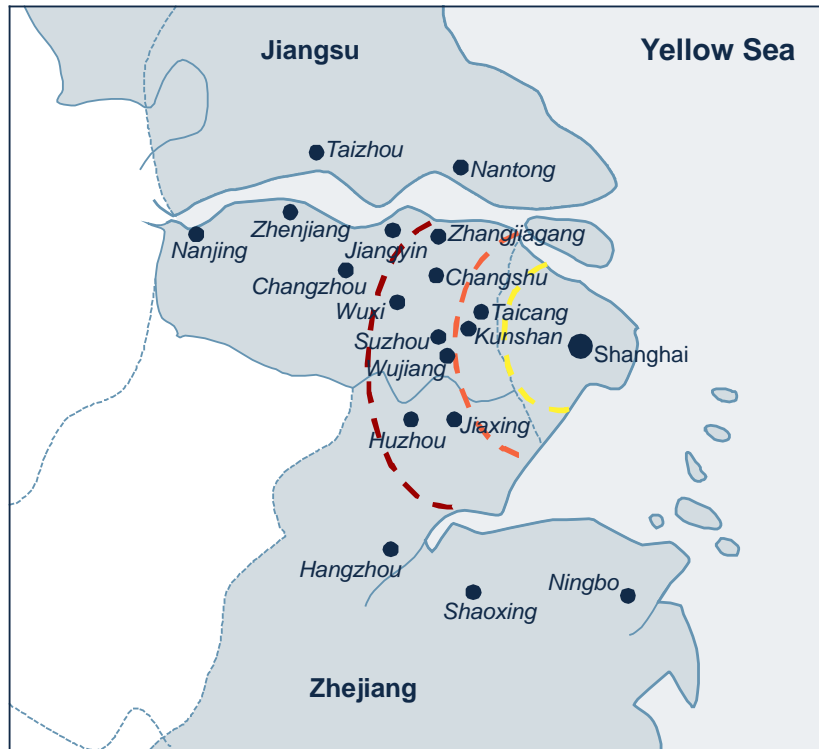 Jiangsu
Yellow Sea
Taizhou
Nantong
Zhenjiang
Nanjing
Jiangyin
Zhangjiagang
Changzhou
Changshu
Wuxi
Taicang
Suzhou
Kunshan
Wujiang
Shanghai
Huzhou
Jiaxing
Hangzhou
Shaoxing
Ningbo
Zhejiang